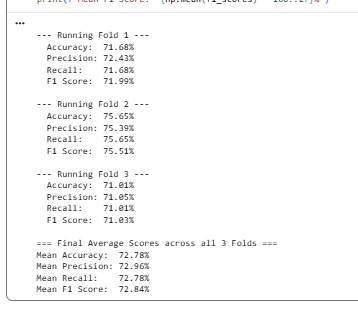 print(f"Mean F1 Score: {np.mean(f1_scores) * 100:.2f}%")
--- Running Fold 1 ---
Accuracy: 71.68%
Precision: 72.43%
Recall: 71.68%
F1 Score: 71.99%
--- Running Fold 2 ---
Accuracy: 75.65%
Precision: 75.39%
Recall: 75.65%
F1 Score: 75.51%
--- Running Fold 3 ---
Accuracy: 71.01%
Precision: 71.05%
Recall: 71.01%
F1 Score: 71.03%
=== Final Average Scores across all 3 Folds ===
Mean Accuracy: 72.78%
Mean Precision: 72.96%
Mean Recall: 72.78%
Mean F1 Score: 72.84%